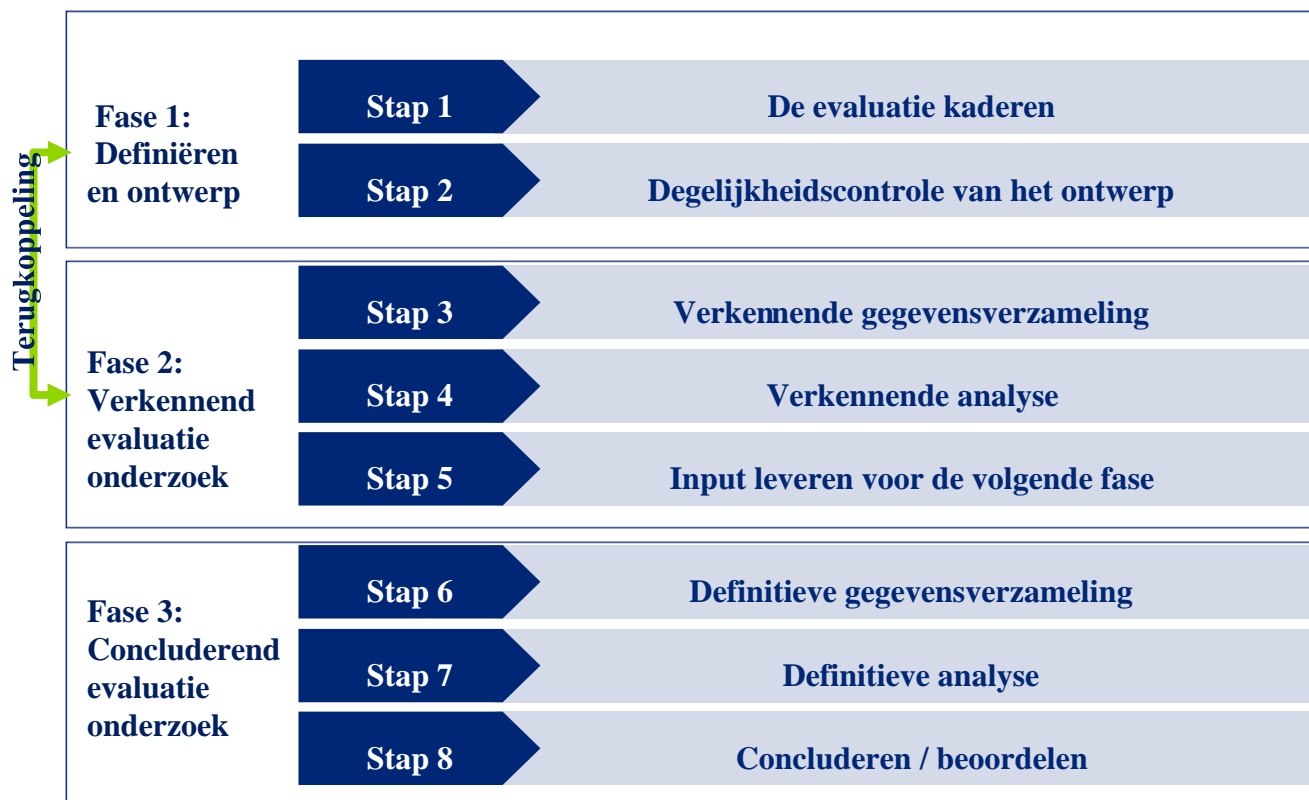 Terugkoppeling
Fase 1:
Definiëren
en ontwerp
Stap 1
De evaluatie kaderen
Stap 2
Degelijkheidscontrole van het ontwerp
Fase 2:
Verkennend
evaluatie
onderzoek
Stap 3
Verkennende gegevensverzameling
Stap 4
Verkennende analyse
Stap 5
Input leveren voor de volgende fase
Fase 3:
Concluderend
evaluatie
onderzoek
Stap 6
Definitieve gegevensverzameling
Stap 7
Definitieve analyse
Stap 8
Concluderen / beoordelen